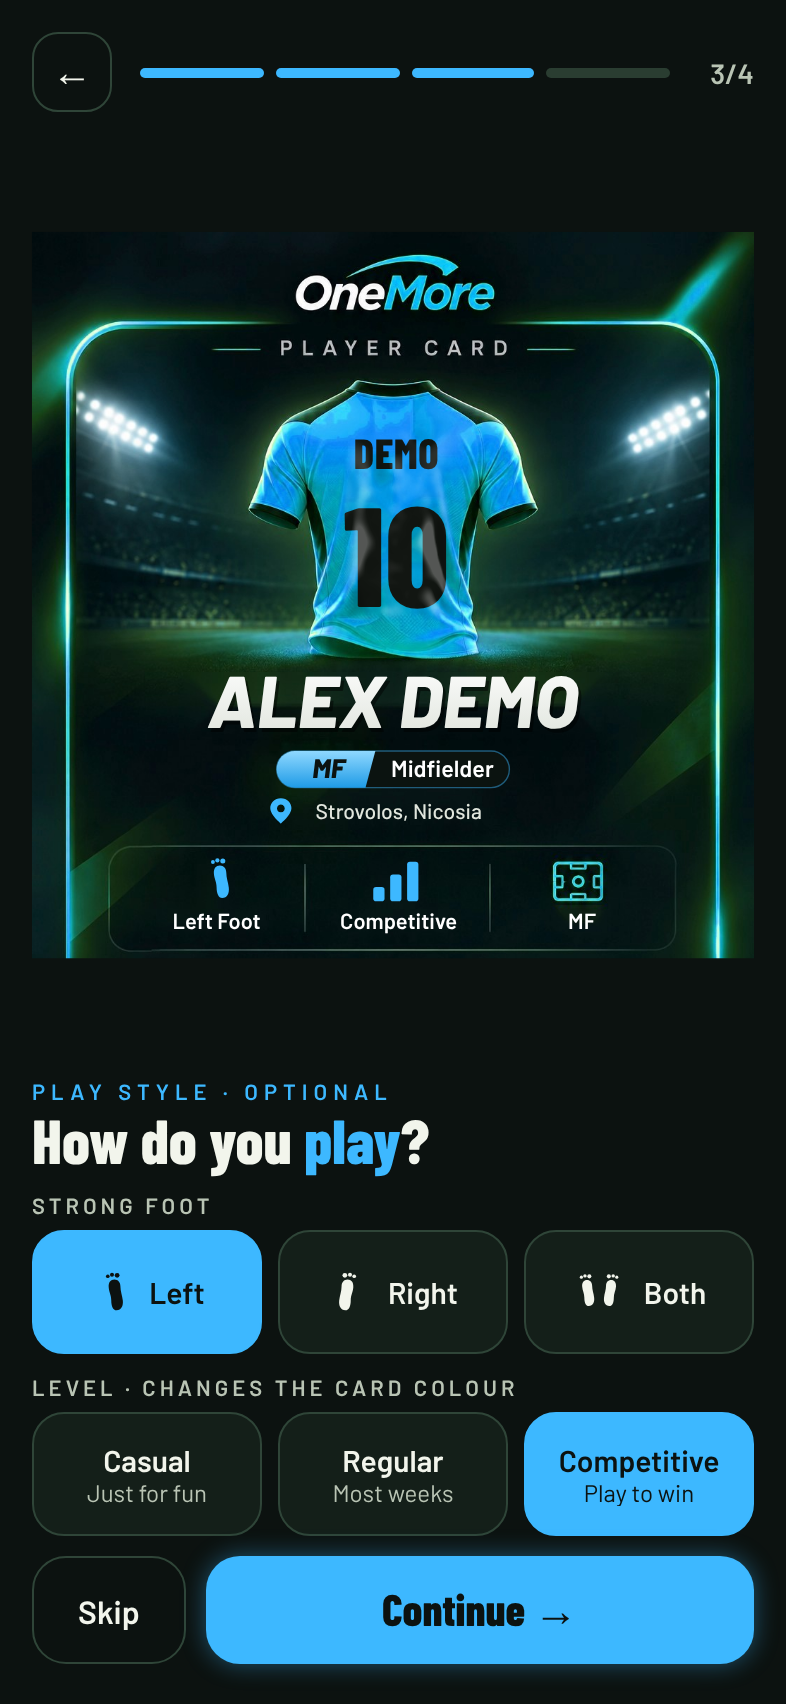 ←
3/4
OneMore
PLAYER CARD
DEMO
10
ALEX DEMO
MF Midfielder
Strovolos, Nicosia
Left Foot Competitive MF
PLAY STYLE · OPTIONAL
How do you play?
STRONG FOOT
Left Right Both
LEVEL · CHANGES THE CARD COLOUR
Casual Regular Competitive
Just for fun Most weeks Play to win
Skip Continue →